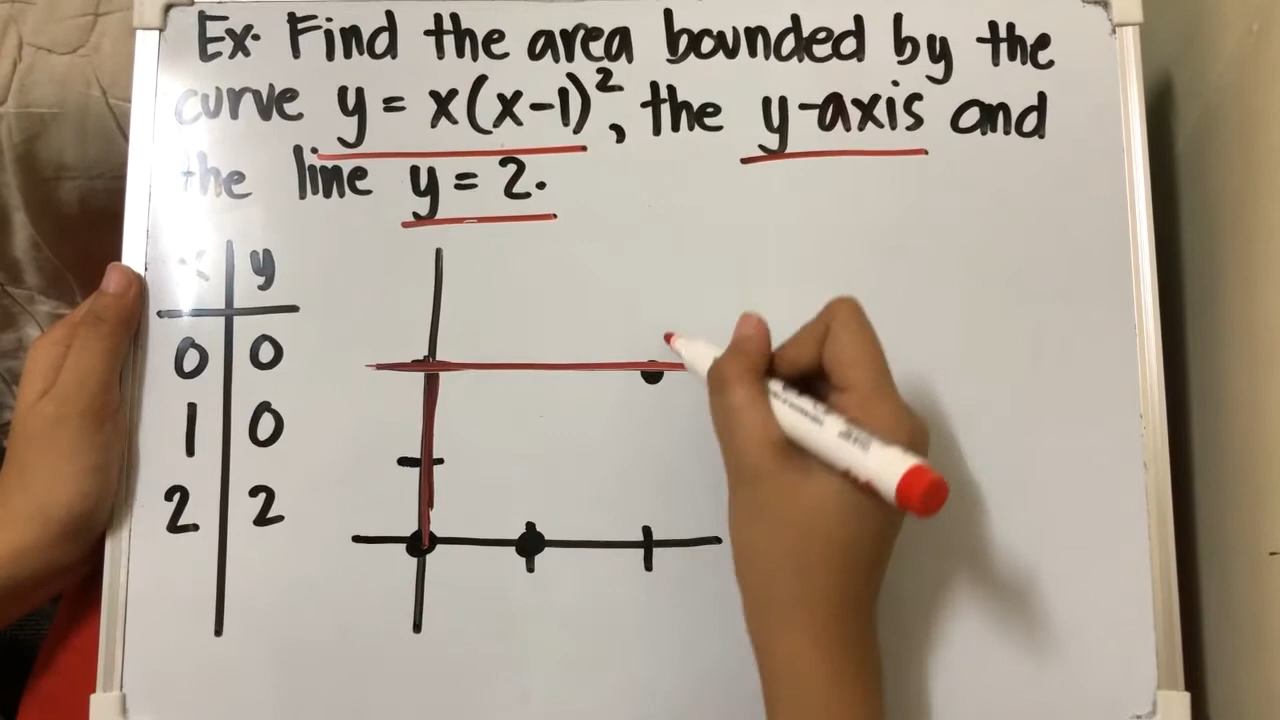 Ex. Find the area bounded by the
curve y = x(x-1)², the y-axis and
the line y = 2.
x y
0 0
1 0
2 2